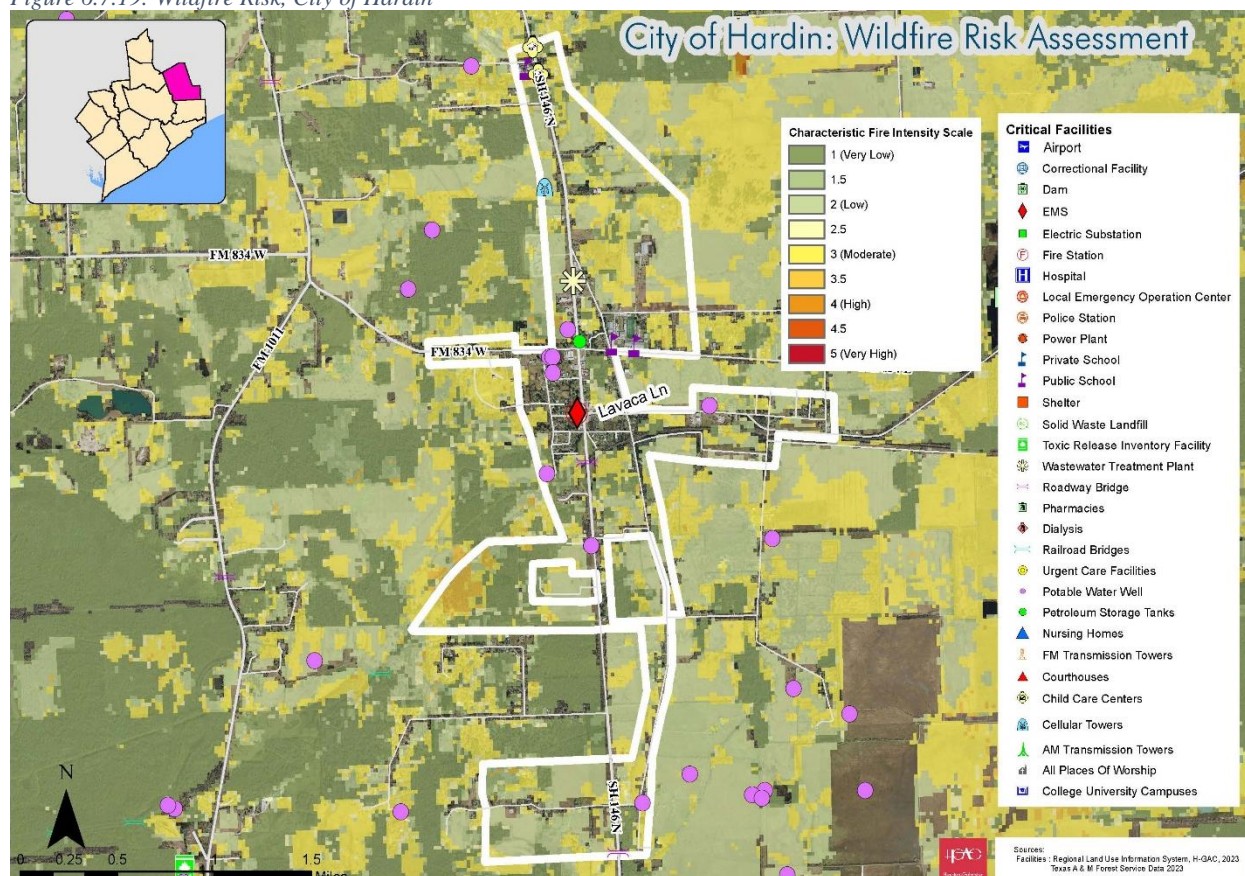 Figure 6.7.19: Wildfire Risk, City of Hardin
City of Hardin: Wildfire Risk Assessment
SH 146 N
FM 834 W
FM 1011
FM 834 W
Lavaca Ln
SH 146 N
Characteristic Fire Intensity Scale
1 (Very Low)
1.5
2 (Low)
2.5
3 (Moderate)
3.5
4 (High)
4.5
5 (Very High)
Critical Facilities
Airport
Correctional Facility
Dam
EMS
Electric Substation
Fire Station
H Hospital
Local Emergency Operation Center
Police Station
Power Plant
Private School
Public School
Shelter
Solid Waste Landfill
Toxic Release Inventory Facility
Wastewater Treatment Plant
Roadway Bridge
Pharmacies
Dialysis
Railroad Bridges
Urgent Care Facilities
Potable Water Well
Petroleum Storage Tanks
Nursing Homes
FM Transmission Towers
Courthouses
Child Care Centers
Cellular Towers
AM Transmission Towers
All Places Of Worship
College University Campuses
N
0 0.25 0.5 1 1.5
Miles
H-GAC
Sources:
Facilities : Regional Land Use Information System, H-GAC, 2023
Texas A & M Forest Service Data 2023